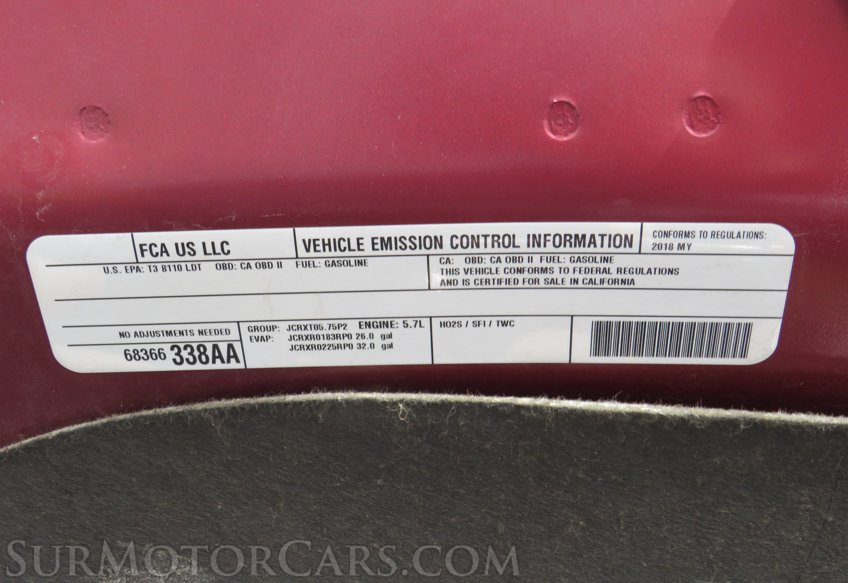 FCA US LLC
VEHICLE EMISSION CONTROL INFORMATION
CONFORMS TO REGULATIONS:
2018 MY
U.S. EPA: T3 B110 LDT OBD: CA OBD II FUEL: GASOLINE
CA: OBD: CA OBD II FUEL: GASOLINE
THIS VEHICLE CONFORMS TO FEDERAL REGULATIONS
AND IS CERTIFIED FOR SALE IN CALIFORNIA
NO ADJUSTMENTS NEEDED
68366 338AA
GROUP: JCRXT05.75P2 ENGINE: 5.7L
EVAP: JCRXR0183RP0 26.0 gal
JCRXR0225RP0 32.0 gal
HO2S / SFI / TWC
SURMOTORCARS.COM